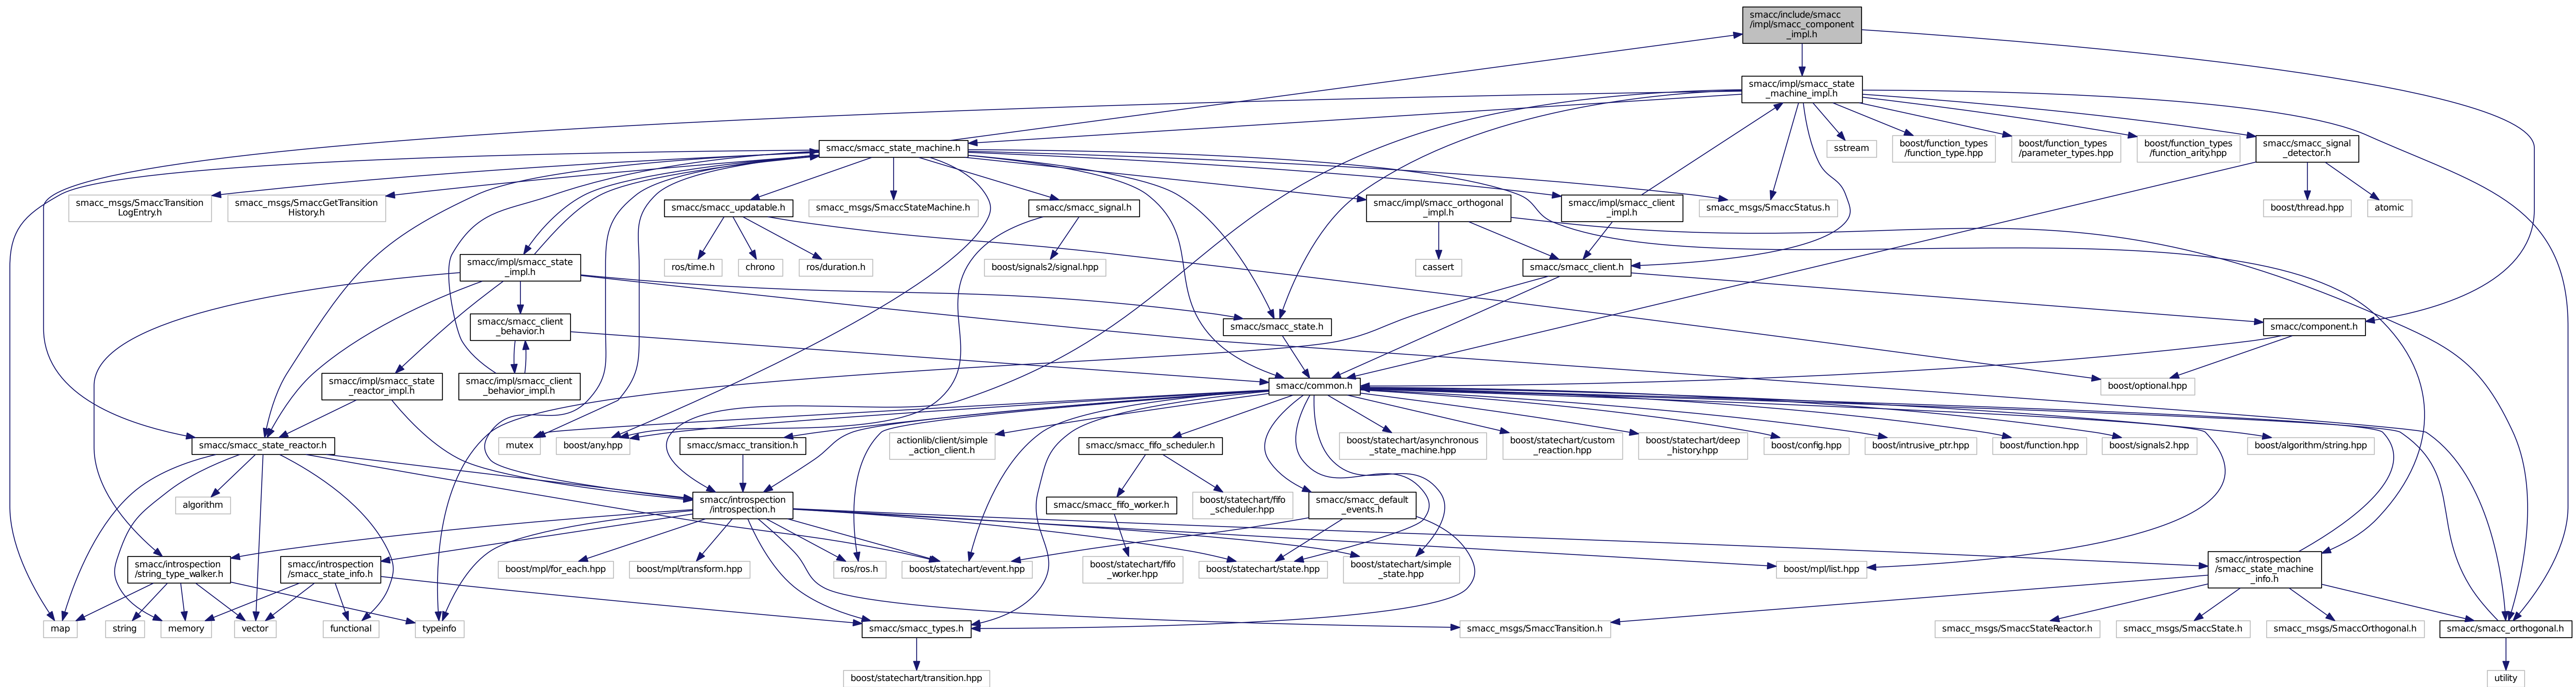 smacc/include/smacc
/impl/smacc_component
_impl.h
smacc/impl/smacc_state
_machine_impl.h
smacc/smacc_state_machine.h
sstream
boost/function_types
/function_type.hpp
boost/function_types
/parameter_types.hpp
boost/function_types
/function_arity.hpp
smacc/smacc_signal
_detector.h
smacc_msgs/SmaccTransition
LogEntry.h
smacc_msgs/SmaccGetTransition
History.h
smacc/smacc_updatable.h
smacc_msgs/SmaccStateMachine.h
smacc/smacc_signal.h
smacc/impl/smacc_orthogonal
_impl.h
smacc/impl/smacc_client
_impl.h
smacc_msgs/SmaccStatus.h
boost/thread.hpp
atomic
smacc/impl/smacc_state
_impl.h
ros/time.h
chrono
ros/duration.h
boost/signals2/signal.hpp
cassert
smacc/smacc_client.h
smacc/smacc_client
_behavior.h
smacc/smacc_state.h
smacc/component.h
smacc/impl/smacc_state
_reactor_impl.h
smacc/impl/smacc_client
_behavior_impl.h
smacc/common.h
boost/optional.hpp
smacc/smacc_state_reactor.h
mutex
boost/any.hpp
smacc/smacc_transition.h
actionlib/client/simple
_action_client.h
smacc/smacc_fifo_scheduler.h
boost/statechart/asynchronous
_state_machine.hpp
boost/statechart/custom
_reaction.hpp
boost/statechart/deep
_history.hpp
boost/config.hpp
boost/intrusive_ptr.hpp
boost/function.hpp
boost/signals2.hpp
boost/algorithm/string.hpp
algorithm
smacc/introspection
/introspection.h
smacc/smacc_fifo_worker.h
boost/statechart/fifo
_scheduler.hpp
smacc/smacc_default
_events.h
smacc/introspection
/string_type_walker.h
smacc/introspection
/smacc_state_info.h
boost/mpl/for_each.hpp
boost/mpl/transform.hpp
ros/ros.h
boost/statechart/event.hpp
boost/statechart/fifo
_worker.hpp
boost/statechart/state.hpp
boost/statechart/simple
_state.hpp
boost/mpl/list.hpp
smacc/introspection
/smacc_state_machine
_info.h
map
string
memory
vector
functional
typeinfo
smacc/smacc_types.h
smacc_msgs/SmaccTransition.h
smacc_msgs/SmaccStateReactor.h
smacc_msgs/SmaccState.h
smacc_msgs/SmaccOrthogonal.h
smacc/smacc_orthogonal.h
boost/statechart/transition.hpp
utility